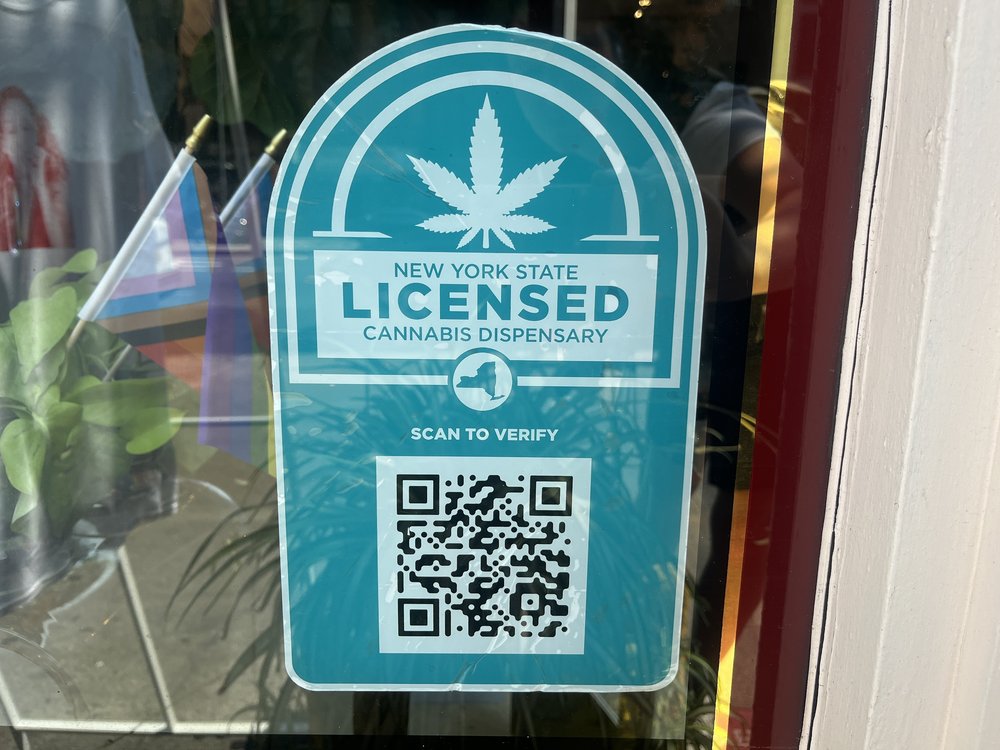 NEW YORK STATE
LICENSED
CANNABIS DISPENSARY
SCAN TO VERIFY